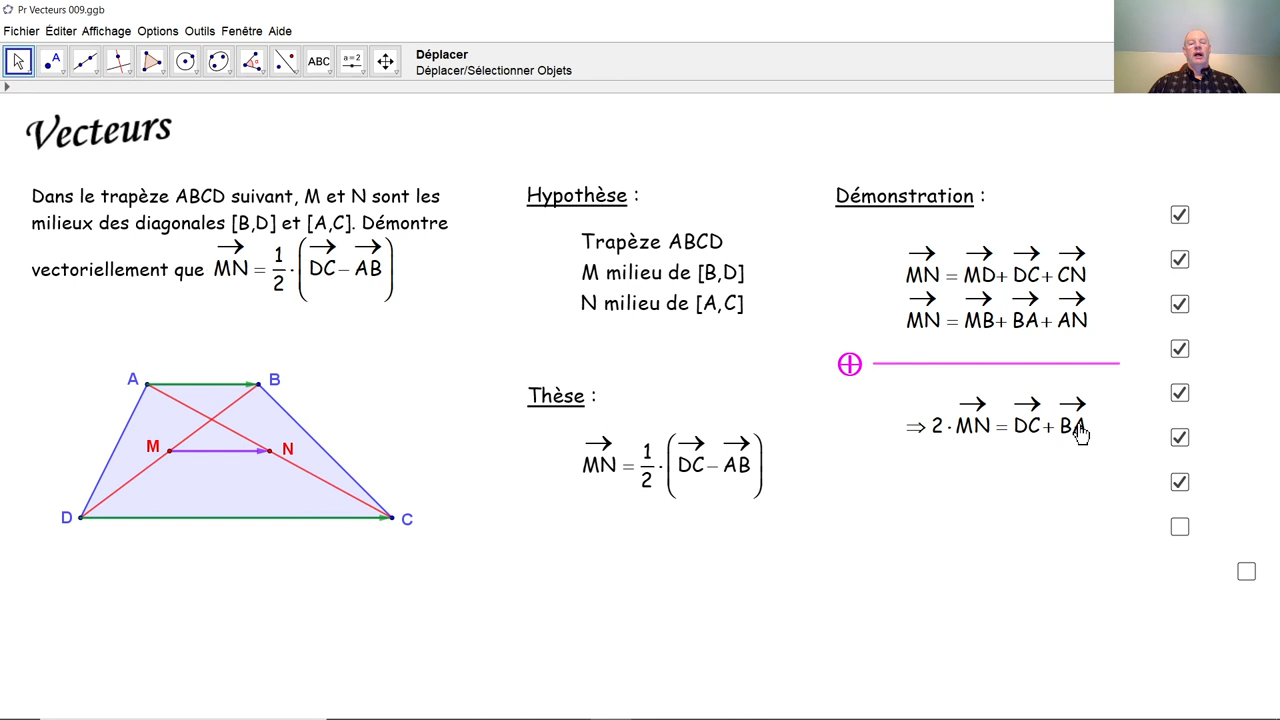 Pr Vecteurs 009.ggb
Fichier Éditer Affichage Options Outils Fenêtre Aide
A ABC a=2
Déplacer
Déplacer/Sélectionner Objets
Vecteurs
Dans le trapèze ABCD suivant, M et N sont les
milieux des diagonales [B,D] et [A,C]. Démontre
vectoriellement que MN = 1/2 · (DC – AB)
A B
M N
D C
Hypothèse :
Trapèze ABCD
M milieu de [B,D]
N milieu de [A,C]
Thèse :
MN = 1/2 · (DC – AB)
Démonstration :
MN = MD + DC + CN
MN = MB + BA + AN
⊕
⇒ 2 · MN = DC + BA